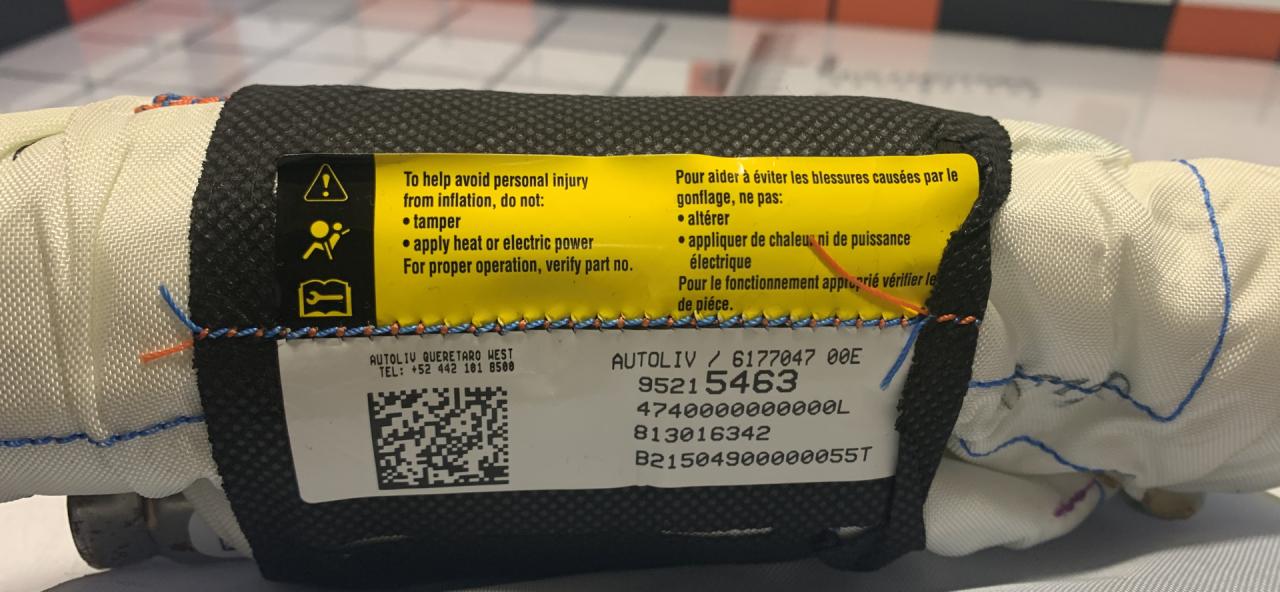 To help avoid personal injury
from inflation, do not:
• tamper
• apply heat or electric power
For proper operation, verify part no.
Pour aider à éviter les blessures causées par le
gonflage, ne pas:
• altérer
• appliquer de chaleur ni de puissance
électrique
Pour le fonctionnement approprié vérifier le
de piéce.
AUTOLIV QUERETARO WEST
TEL: +52 442 101 8500
AUTOLIV / 6177047 00E
95215463
4740000000000L
813016342
B21504900000055T